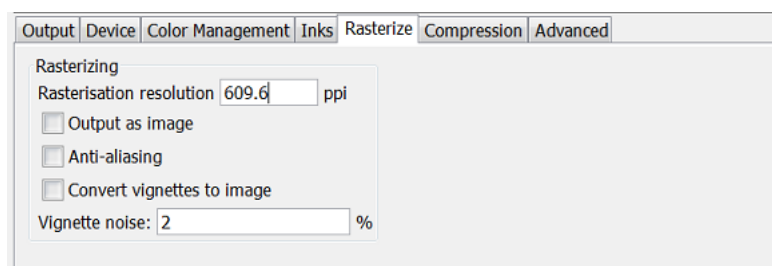 Output Device Color Management Inks Rasterize Compression Advanced
Rasterizing
Rasterisation resolution 609.6 ppi
Output as image
Anti-aliasing
Convert vignettes to image
Vignette noise: 2 %